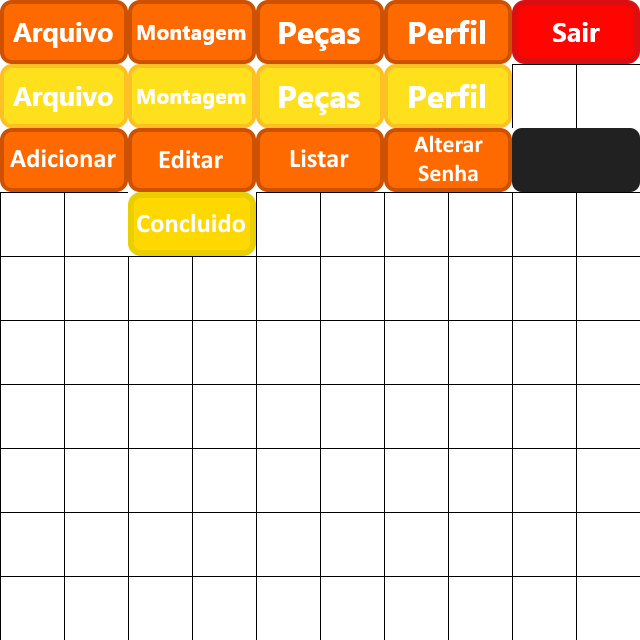 Arquivo Montagem Peças Perfil Sair
Arquivo Montagem Peças Perfil
Adicionar Editar Listar Alterar
Senha
Concluido